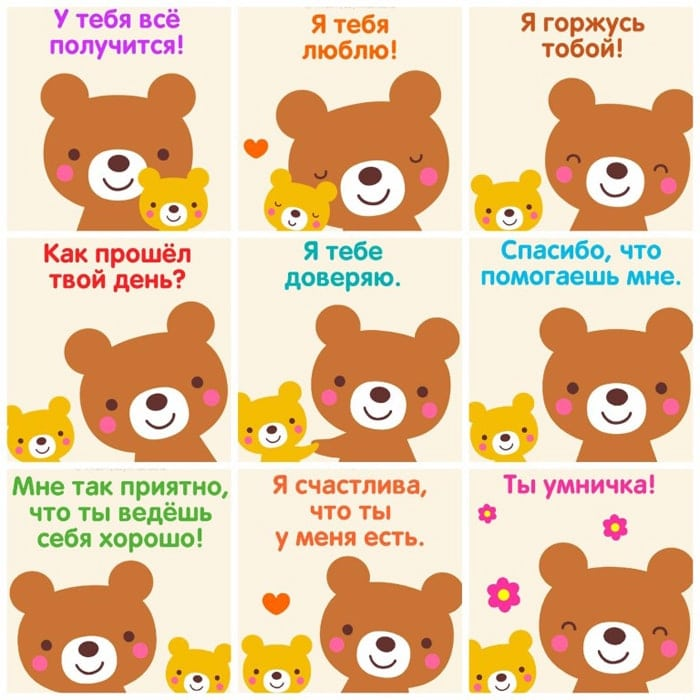 У тебя всё
получится!
Я тебя
люблю!
Я горжусь
тобой!
Как прошёл
твой день?
Я тебе
доверяю.
Спасибо, что
помогаешь мне.
Мне так приятно,
что ты ведёшь
себя хорошо!
Я счастлива,
что ты
у меня есть.
Ты умничка!